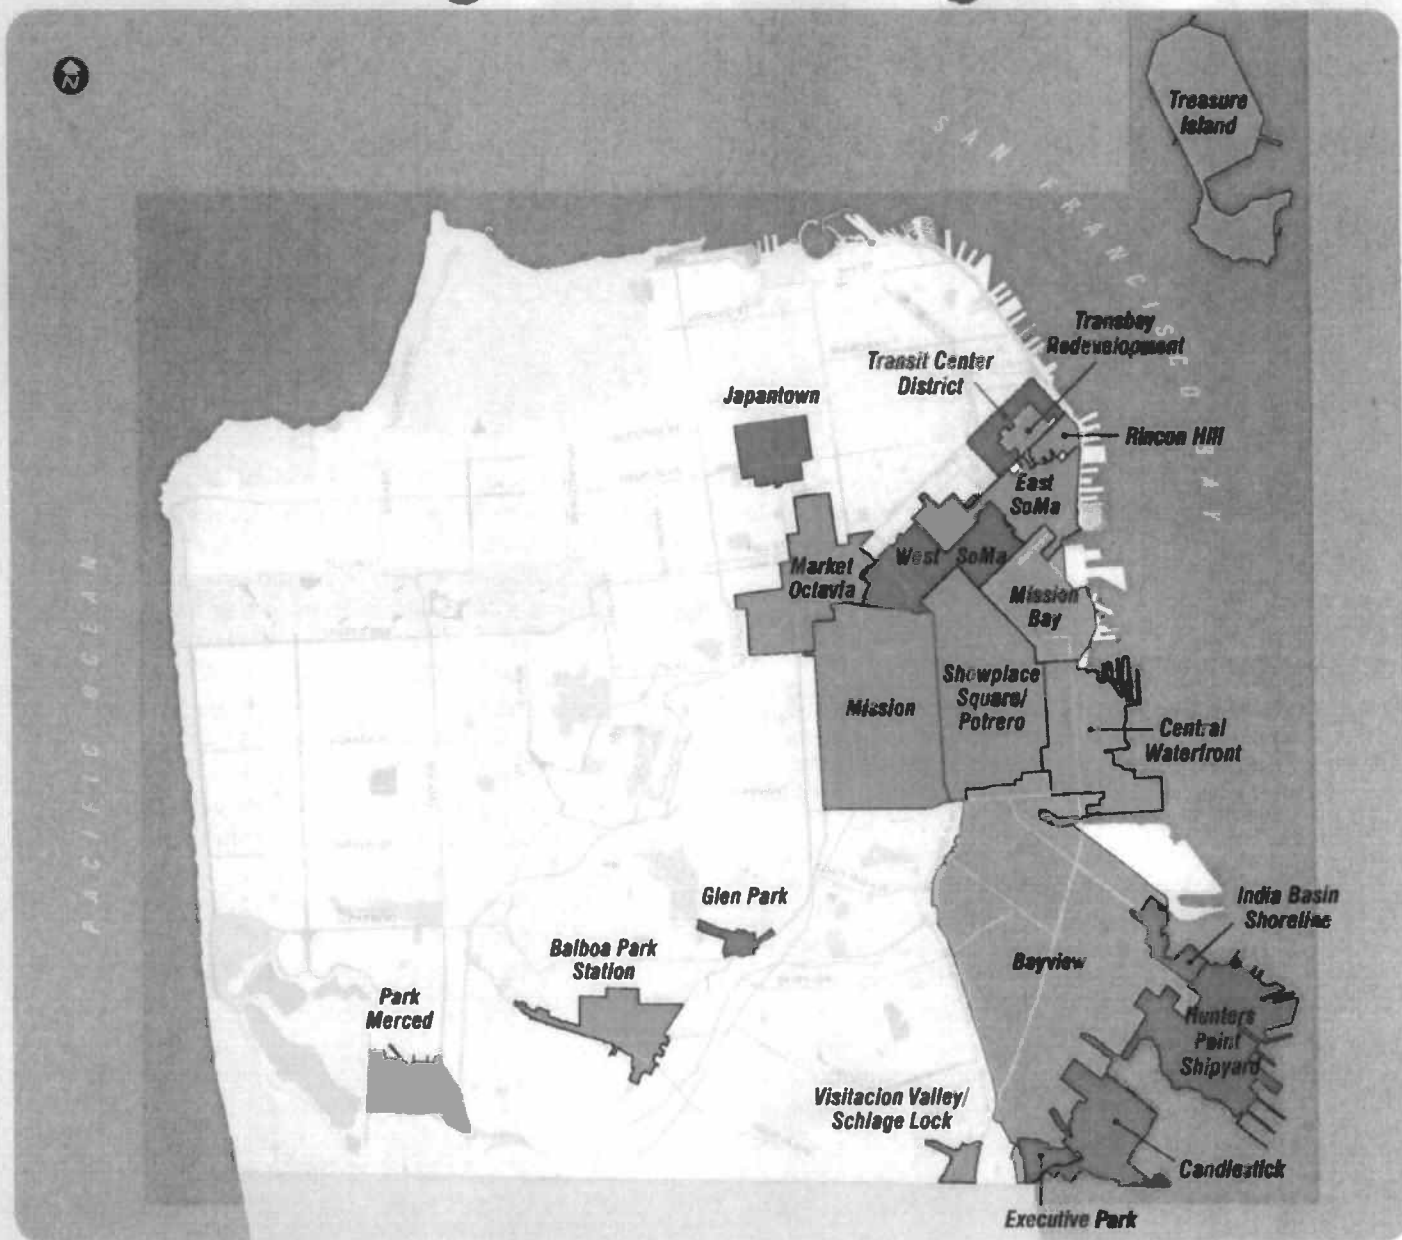 N
Treasure
Island
SAN FRANCISCO BAY
Transbay
Redevelopment
Transit Center
District
Japantown
Rincon Hill
East
SoMa
West SoMa
Market
Octavia
Mission
Bay
Showplace
Square/
Potrero
Mission
Central
Waterfront
PACIFIC OCEAN
Glen Park
India Basin
Shoreline
Balboa Park
Station
Bayview
Park
Merced
Hunters
Point
Shipyard
Visitacion Valley/
Schlage Lock
Candlestick
Executive Park